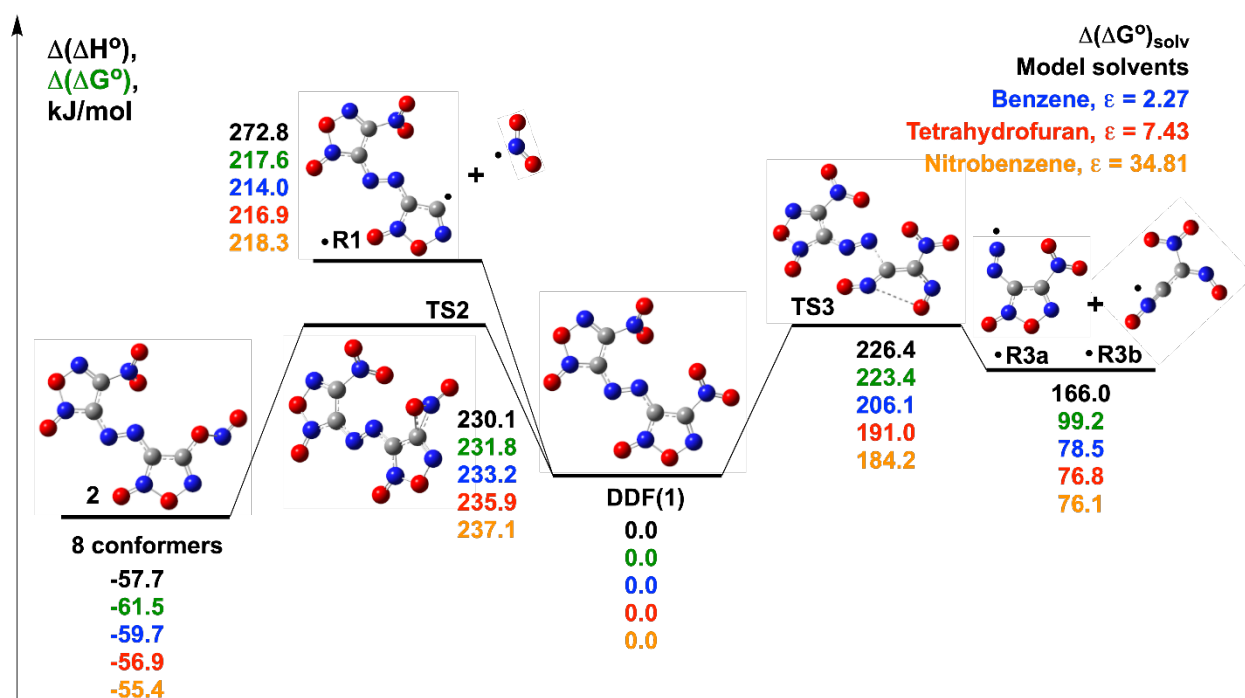 Δ(ΔHº),
Δ(ΔGº),
kJ/mol
Δ(ΔGº)solv
Model solvents
Benzene, ε = 2.27
Tetrahydrofuran, ε = 7.43
Nitrobenzene, ε = 34.81
272.8
217.6
214.0
216.9
218.3
•
•R1
+
•
TS2
230.1
231.8
233.2
235.9
237.1
2
8 conformers
-57.7
-61.5
-59.7
-56.9
-55.4
DDF(1)
0.0
0.0
0.0
0.0
0.0
TS3
226.4
223.4
206.1
191.0
184.2
•
•R3a
+
•
•R3b
166.0
99.2
78.5
76.8
76.1